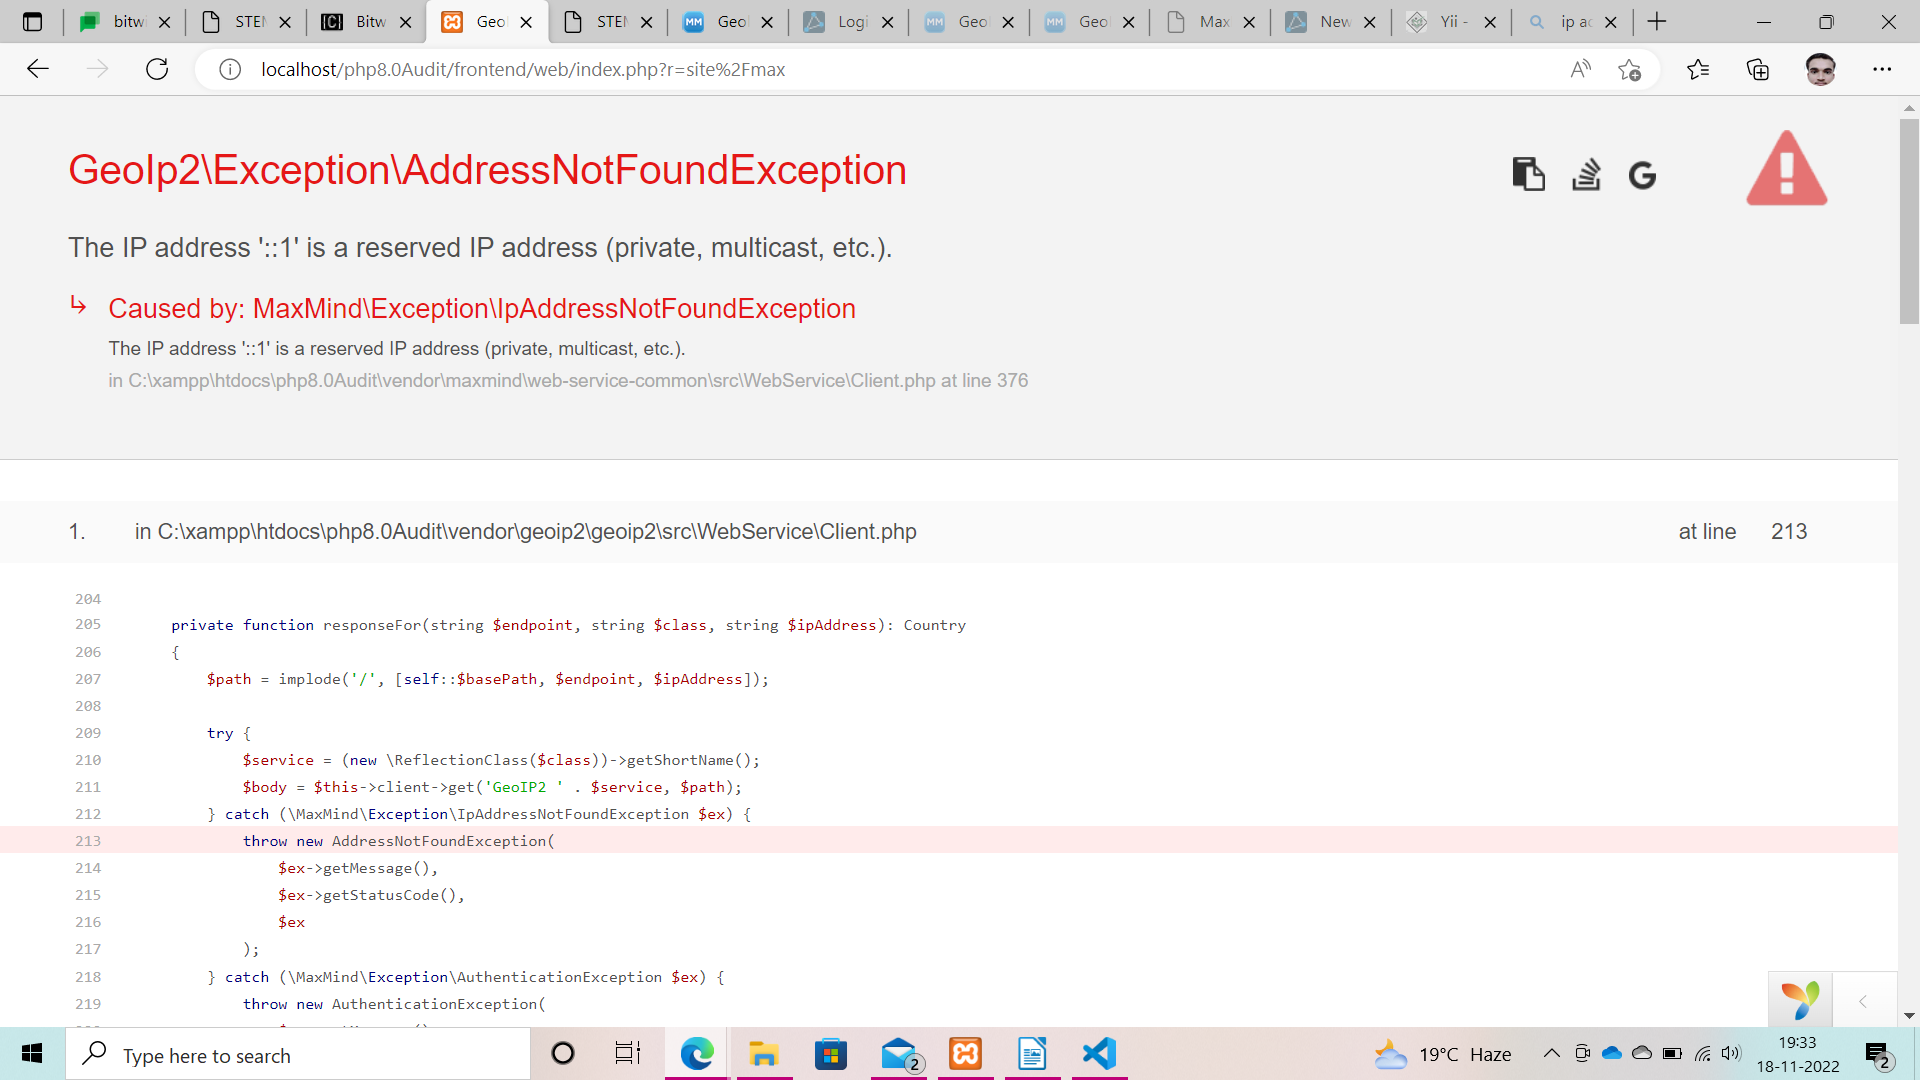 bitwi
STEM
Bitw
Geol
STEM
Geol
Logi
Geo
Geol
Max
New
Yii -
ip ac
localhost/php8.0Audit/frontend/web/index.php?r=site%2Fmax
GeoIp2\Exception\AddressNotFoundException
The IP address '::1' is a reserved IP address (private, multicast, etc.).
↳ Caused by: MaxMind\Exception\IpAddressNotFoundException
The IP address '::1' is a reserved IP address (private, multicast, etc.).
in C:\xampp\htdocs\php8.0Audit\vendor\maxmind\web-service-common\src\WebService\Client.php at line 376
1. in C:\xampp\htdocs\php8.0Audit\vendor\geoip2\geoip2\src\WebService\Client.php at line 213
204
205 private function responseFor(string $endpoint, string $class, string $ipAddress): Country
206 {
207 $path = implode('/', [self::$basePath, $endpoint, $ipAddress]);
208
209 try {
210 $service = (new \ReflectionClass($class))->getShortName();
211 $body = $this->client->get('GeoIP2 ' . $service, $path);
212 } catch (\MaxMind\Exception\IpAddressNotFoundException $ex) {
213 throw new AddressNotFoundException(
214 $ex->getMessage(),
215 $ex->getStatusCode(),
216 $ex
217 );
218 } catch (\MaxMind\Exception\AuthenticationException $ex) {
219 throw new AuthenticationException(
Type here to search
2
19°C Haze
19:33
18-11-2022
2